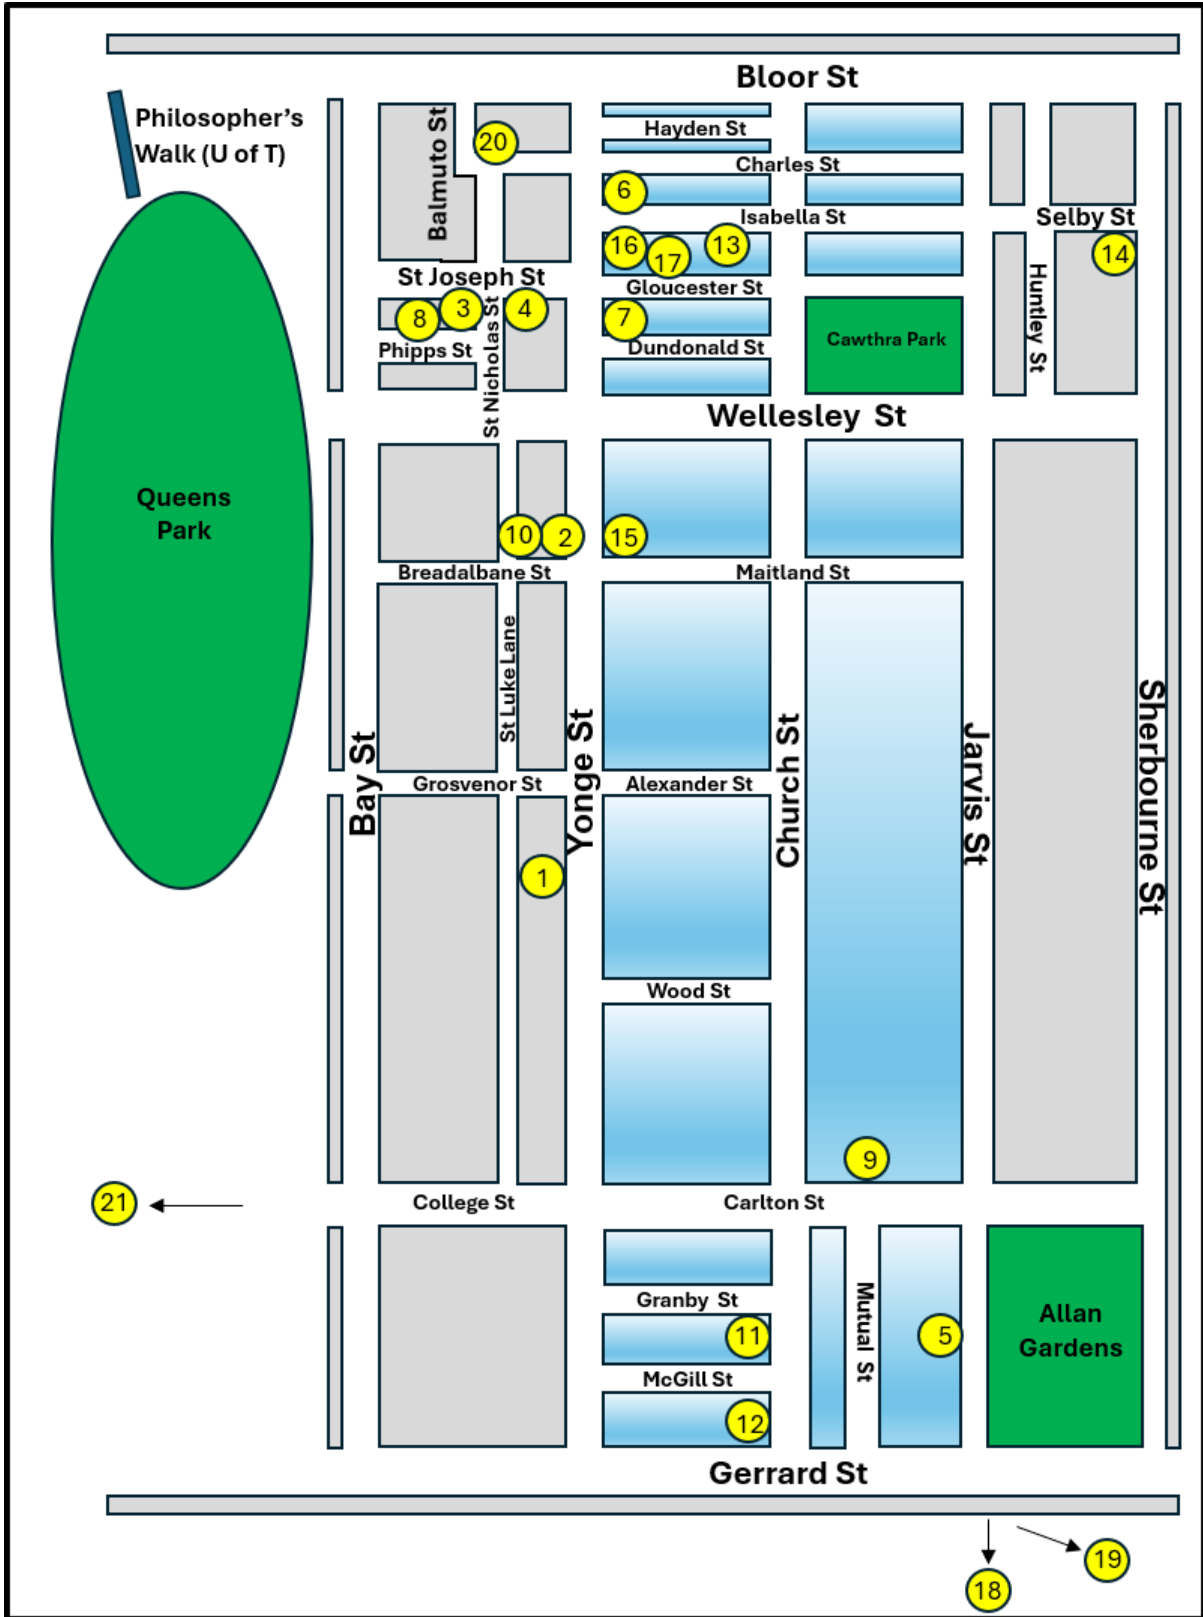 Bloor St
Philosopher's
Walk (U of T)
Balmuto St
20
Hayden St
Charles St
6
Isabella St
Selby St
16
17
13
14
St Joseph St
Gloucester St
Huntley St
8
3
St Nicholas St
4
7
Cawthra Park
Phipps St
Dundonald St
Wellesley St
Queens
Park
10
2
15
Breadalbane St
Maitland St
St Luke Lane
Bay St
Yonge St
Church St
Jarvis St
Sherbourne St
Grosvenor St
Alexander St
1
Wood St
9
21
College St
Carlton St
Granby St
Mutual St
11
5
Allan
Gardens
McGill St
12
Gerrard St
19
18